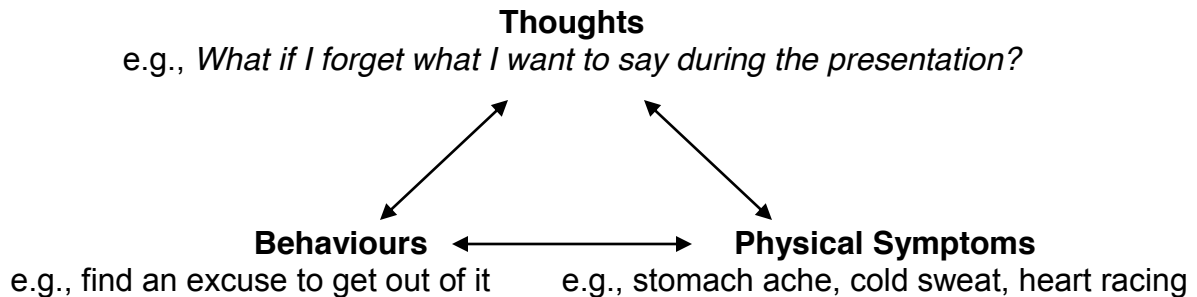 Thoughts
e.g., What if I forget what I want to say during the presentation?
Behaviours
Physical Symptoms
e.g., find an excuse to get out of it
e.g., stomach ache, cold sweat, heart racing